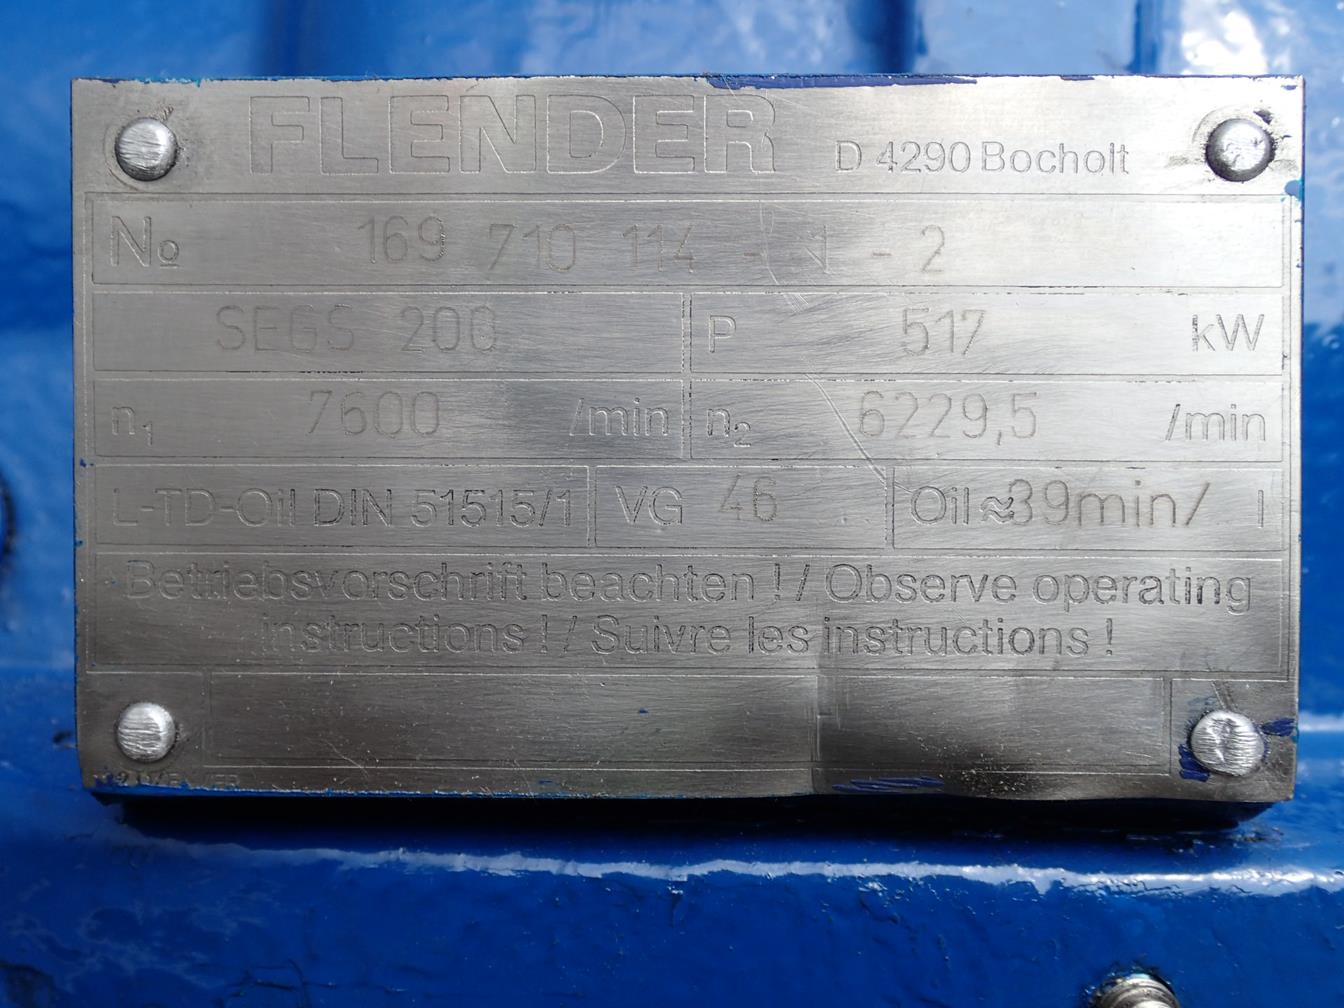 FLENDER D 4290 Bocholt
No 169 710 114 - 1 - 2
SEGS 200 P 517 kW
n1 7600 /min n2 6229,5 /min
L-TD-Oil DIN 51515/1 VG 46 Oil ≈39min/ l
Betriebsvorschrift beachten ! / Observe operating
instructions ! / Suivre les instructions !